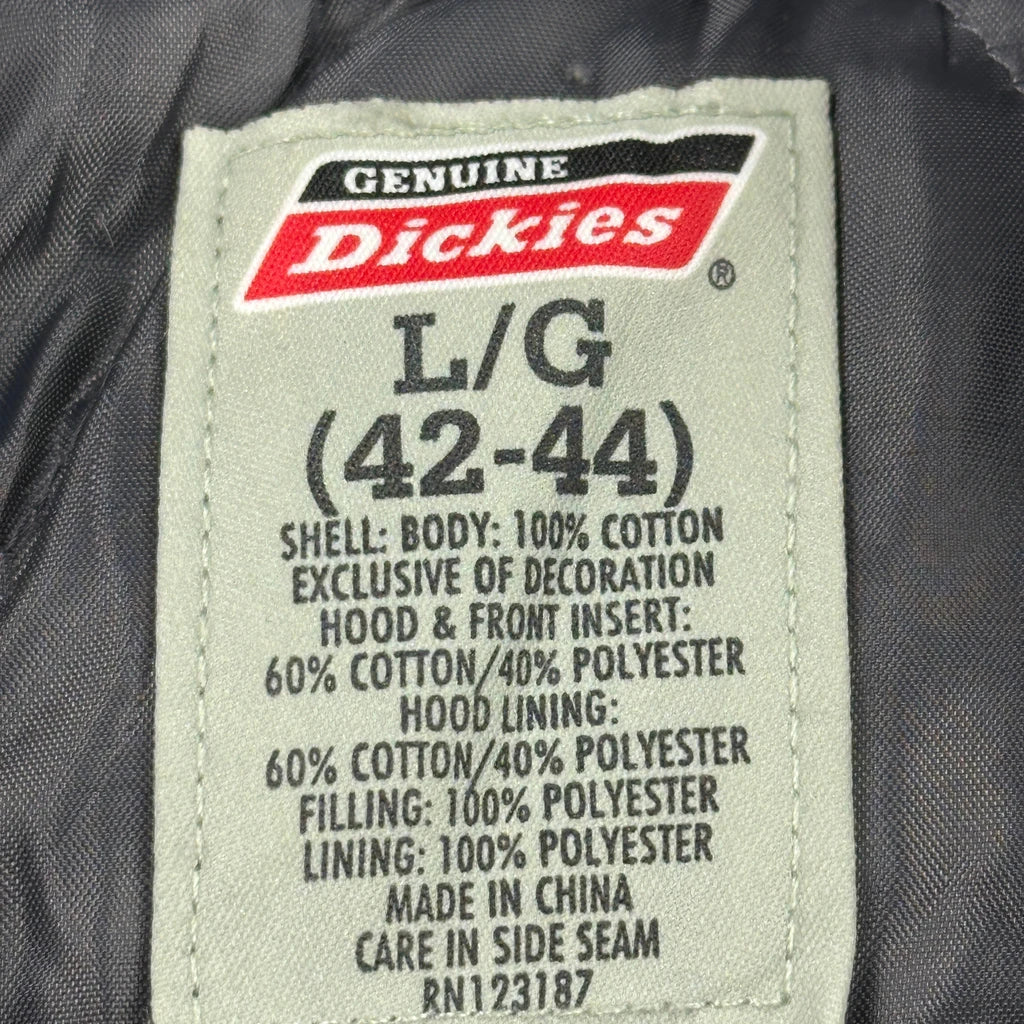 GENUINE
Dickies
®
L/G
(42-44)
SHELL: BODY: 100% COTTON
EXCLUSIVE OF DECORATION
HOOD & FRONT INSERT:
60% COTTON/40% POLYESTER
HOOD LINING:
60% COTTON/40% POLYESTER
FILLING: 100% POLYESTER
LINING: 100% POLYESTER
MADE IN CHINA
CARE IN SIDE SEAM
RN123187